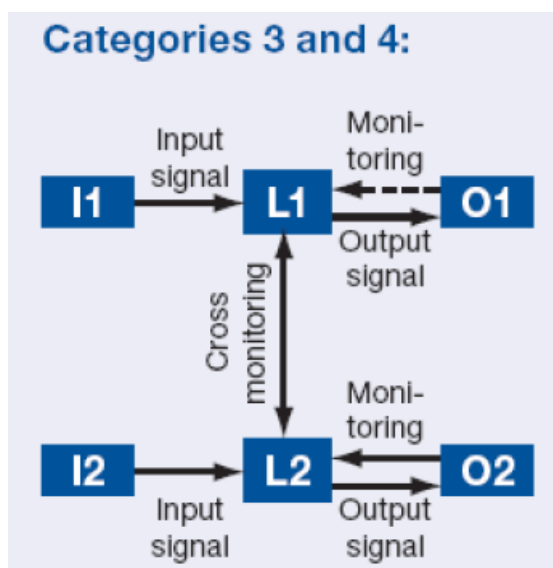 Categories 3 and 4:
Input
signal
Moni-
toring
I1
L1
O1
Output
signal
Cross
monitoring
Moni-
toring
I2
L2
O2
Input
signal
Output
signal